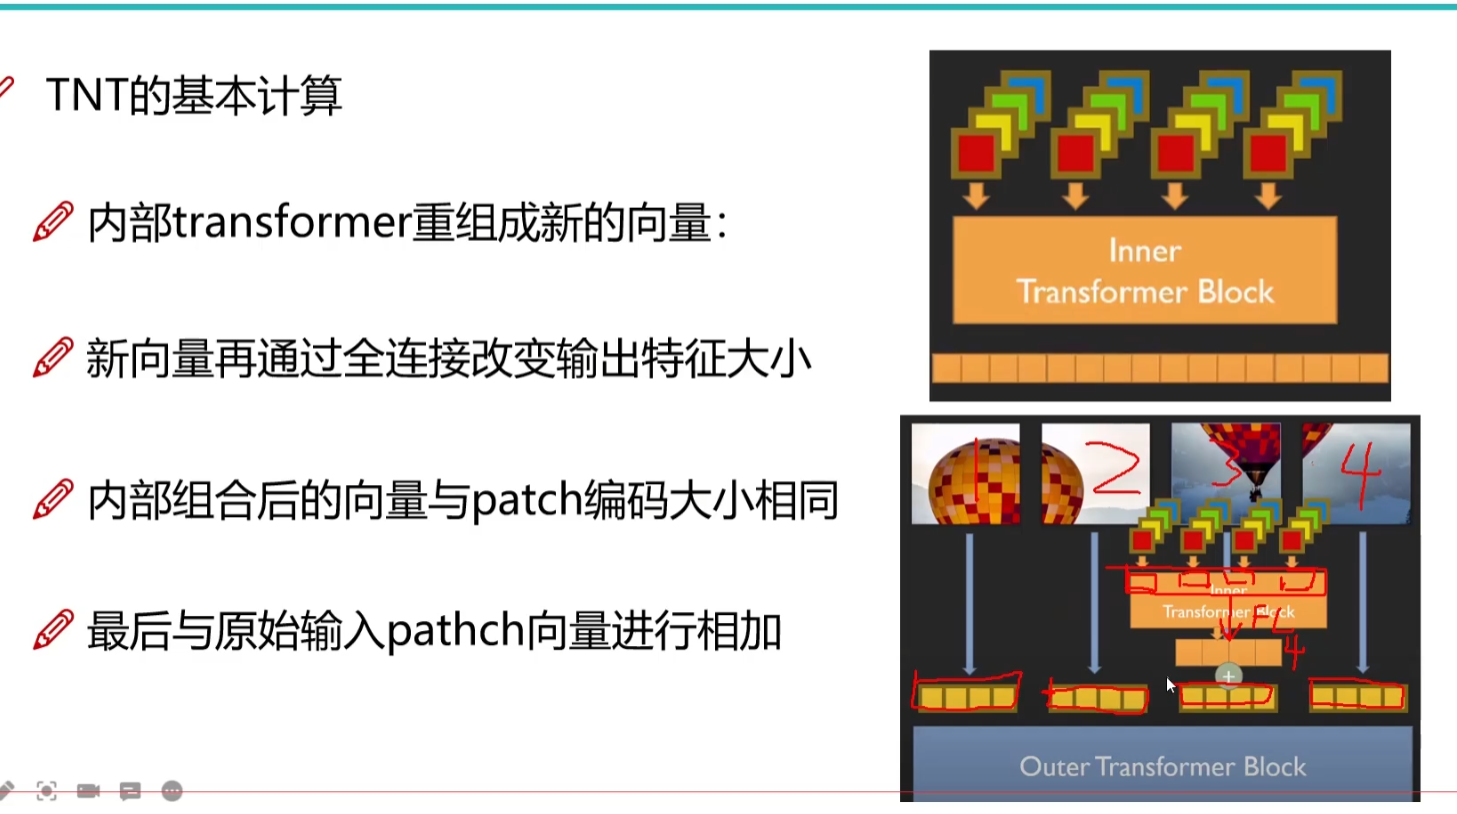 TNT的基本计算
内部transformer重组成新的向量：
新向量再通过全连接改变输出特征大小
内部组合后的向量与patch编码大小相同
最后与原始输入pathch向量进行相加
Inner
Transformer Block
1 2 3 4
Inner
Transformer Block
FL
4
+
Outer Transformer Block